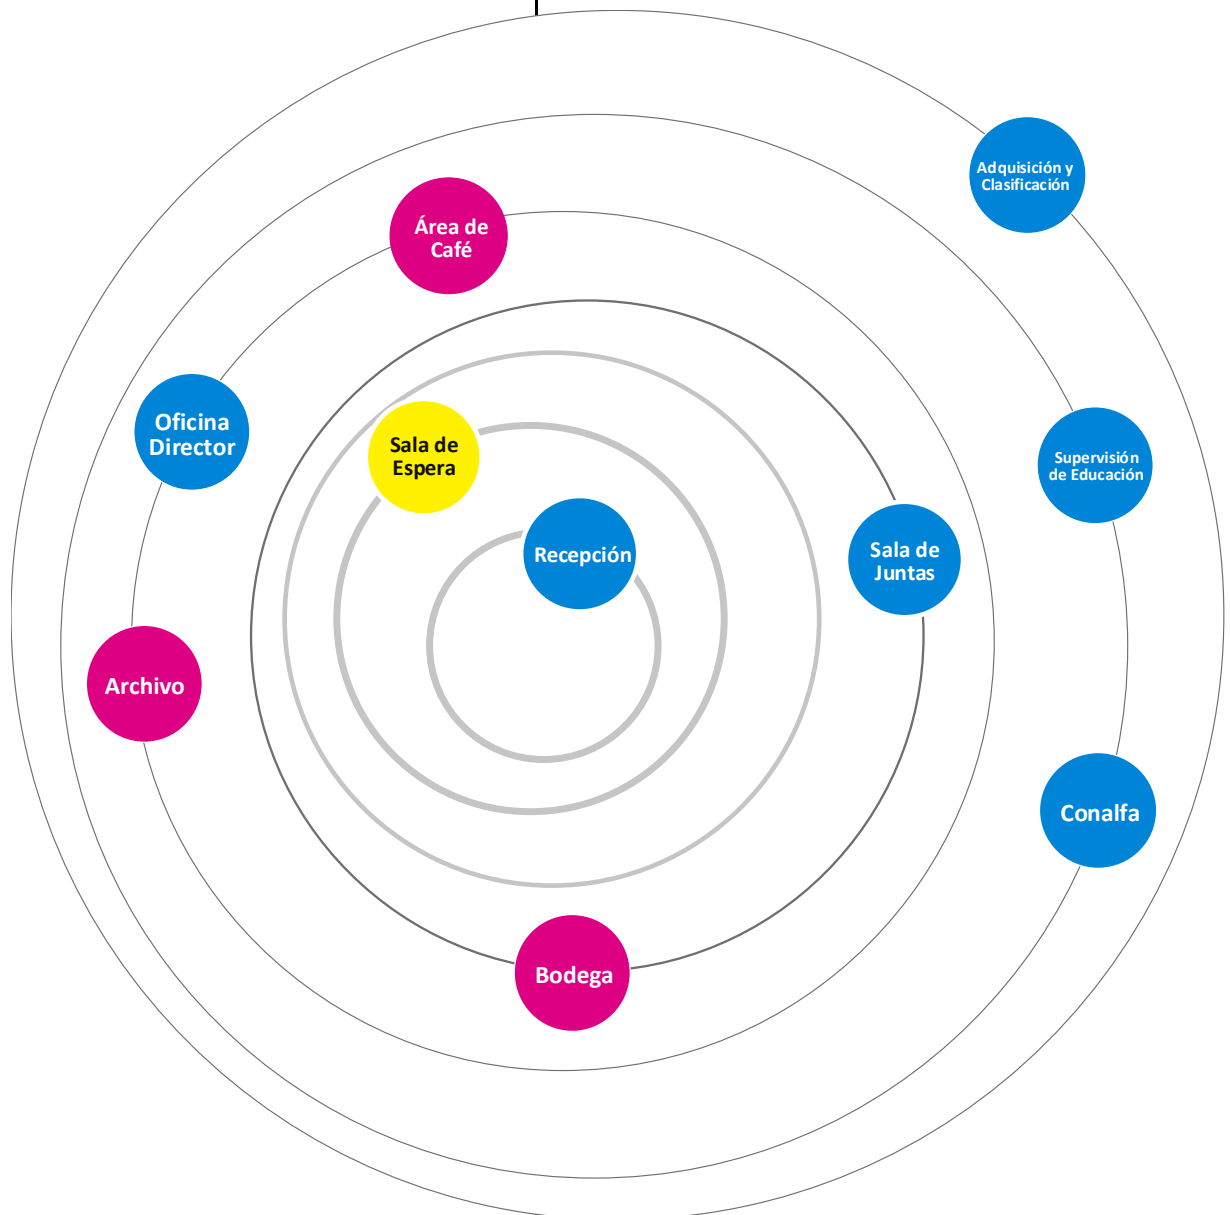 Adquisición y
Clasificación
Área de
Café
Oficina
Director
Sala de
Espera
Supervisión
de Educación
Recepción
Sala de
Juntas
Archivo
Conalfa
Bodega